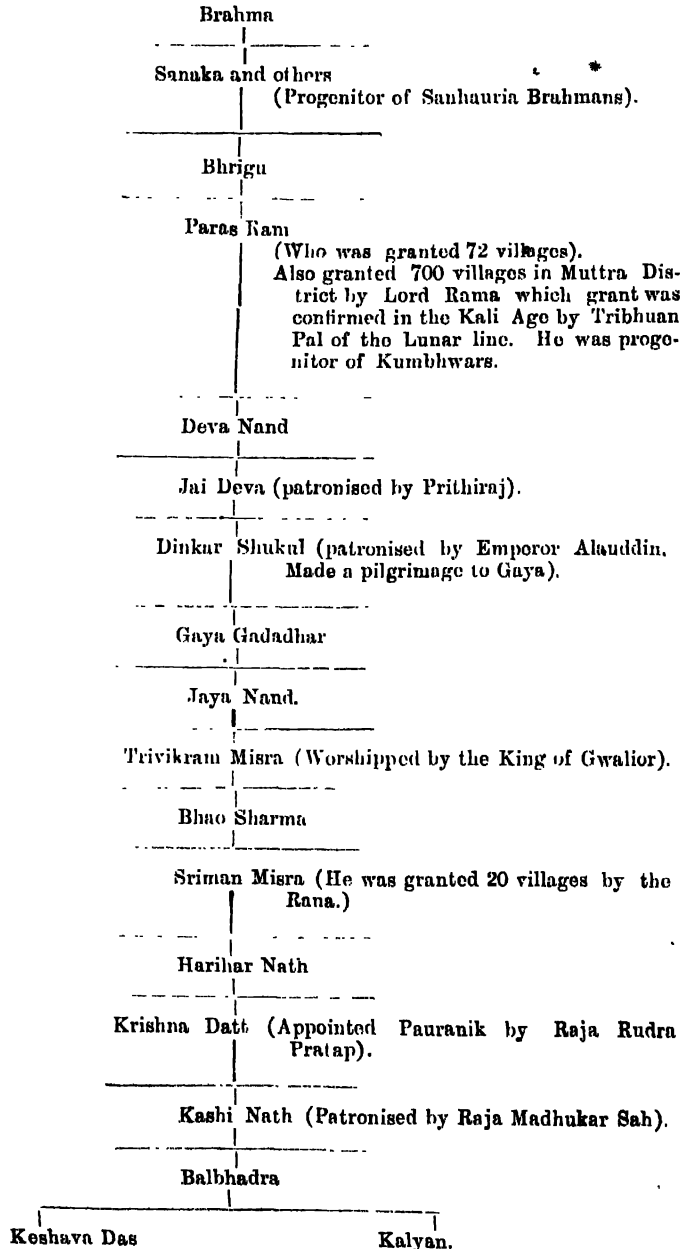 Brahma
Sanaka and others
(Progenitor of Sanhauria Brahmans).
Bhrigu
Paras Ram
(Who was granted 72 villages).
Also granted 700 villages in Muttra Dis-
trict by Lord Rama which grant was
confirmed in the Kali Age by Tribhuan
Pal of the Lunar line. He was proge-
nitor of Kumbhwars.
Deva Nand
Jai Deva (patronised by Prithiraj).
Dinkar Shukul (patronised by Emperor Alauddin.
Made a pilgrimage to Gaya).
Gaya Gadadhar
Jaya Nand.
Trivikram Misra (Worshipped by the King of Gwalior).
Bhao Sharma
Sriman Misra (He was granted 20 villages by the
Rana.)
Harihar Nath
Krishna Datt (Appointed Pauranik by Raja Rudra
Pratap).
Kashi Nath (Patronised by Raja Madhukar Sah).
Balbhadra
Keshava Das Kalyan.